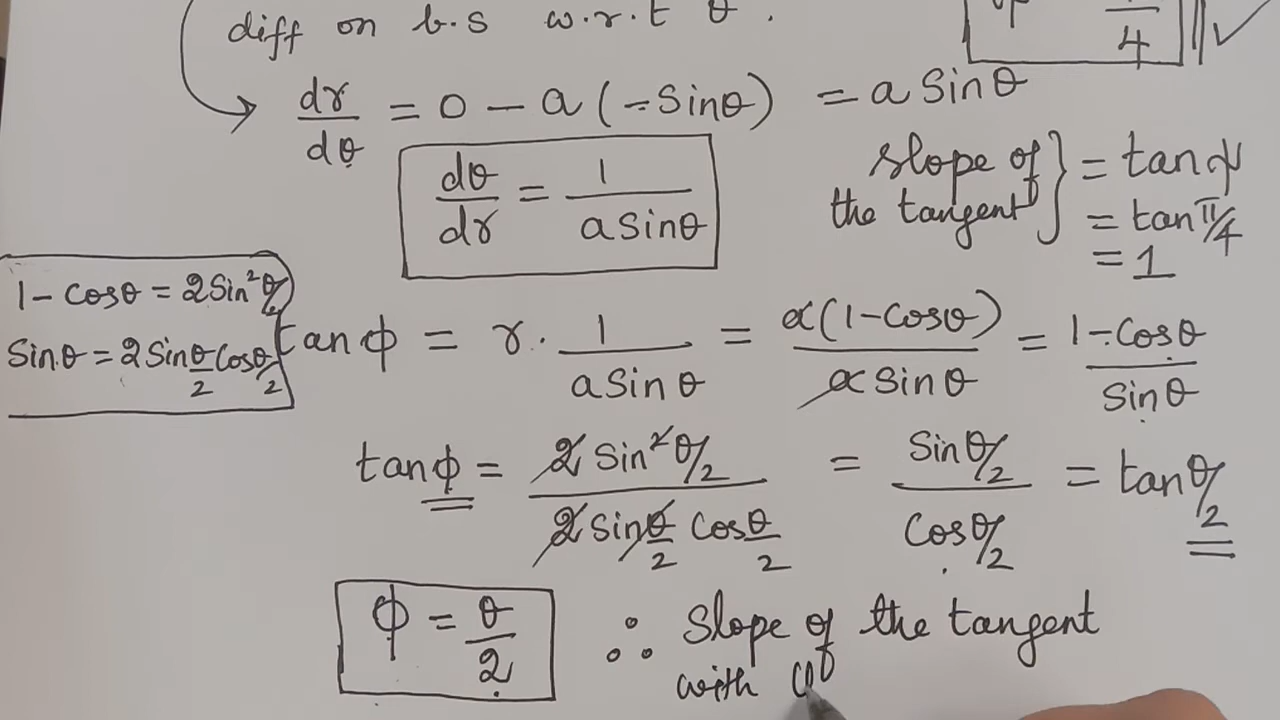 diff on b.s w.r.t θ.
4
dr/dθ = 0 - a(-Sinθ) = a Sinθ
dθ/dr = 1/(a Sinθ)
Slope of the tangent } = tan ψ
= tan π/4
= 1
1 - Cosθ = 2Sin²θ/2
Sinθ = 2Sin θ/2 Cos θ/2
tan ϕ = r · 1/(a Sinθ) = a(1-Cosθ)/(a Sinθ) = (1-Cosθ)/Sinθ
tan ϕ = 2 Sin²θ/2 / (2 Sin θ/2 Cos θ/2) = Sin θ/2 / Cos θ/2 = tan θ/2
ϕ = θ/2 ∴ Slope of the tangent
with